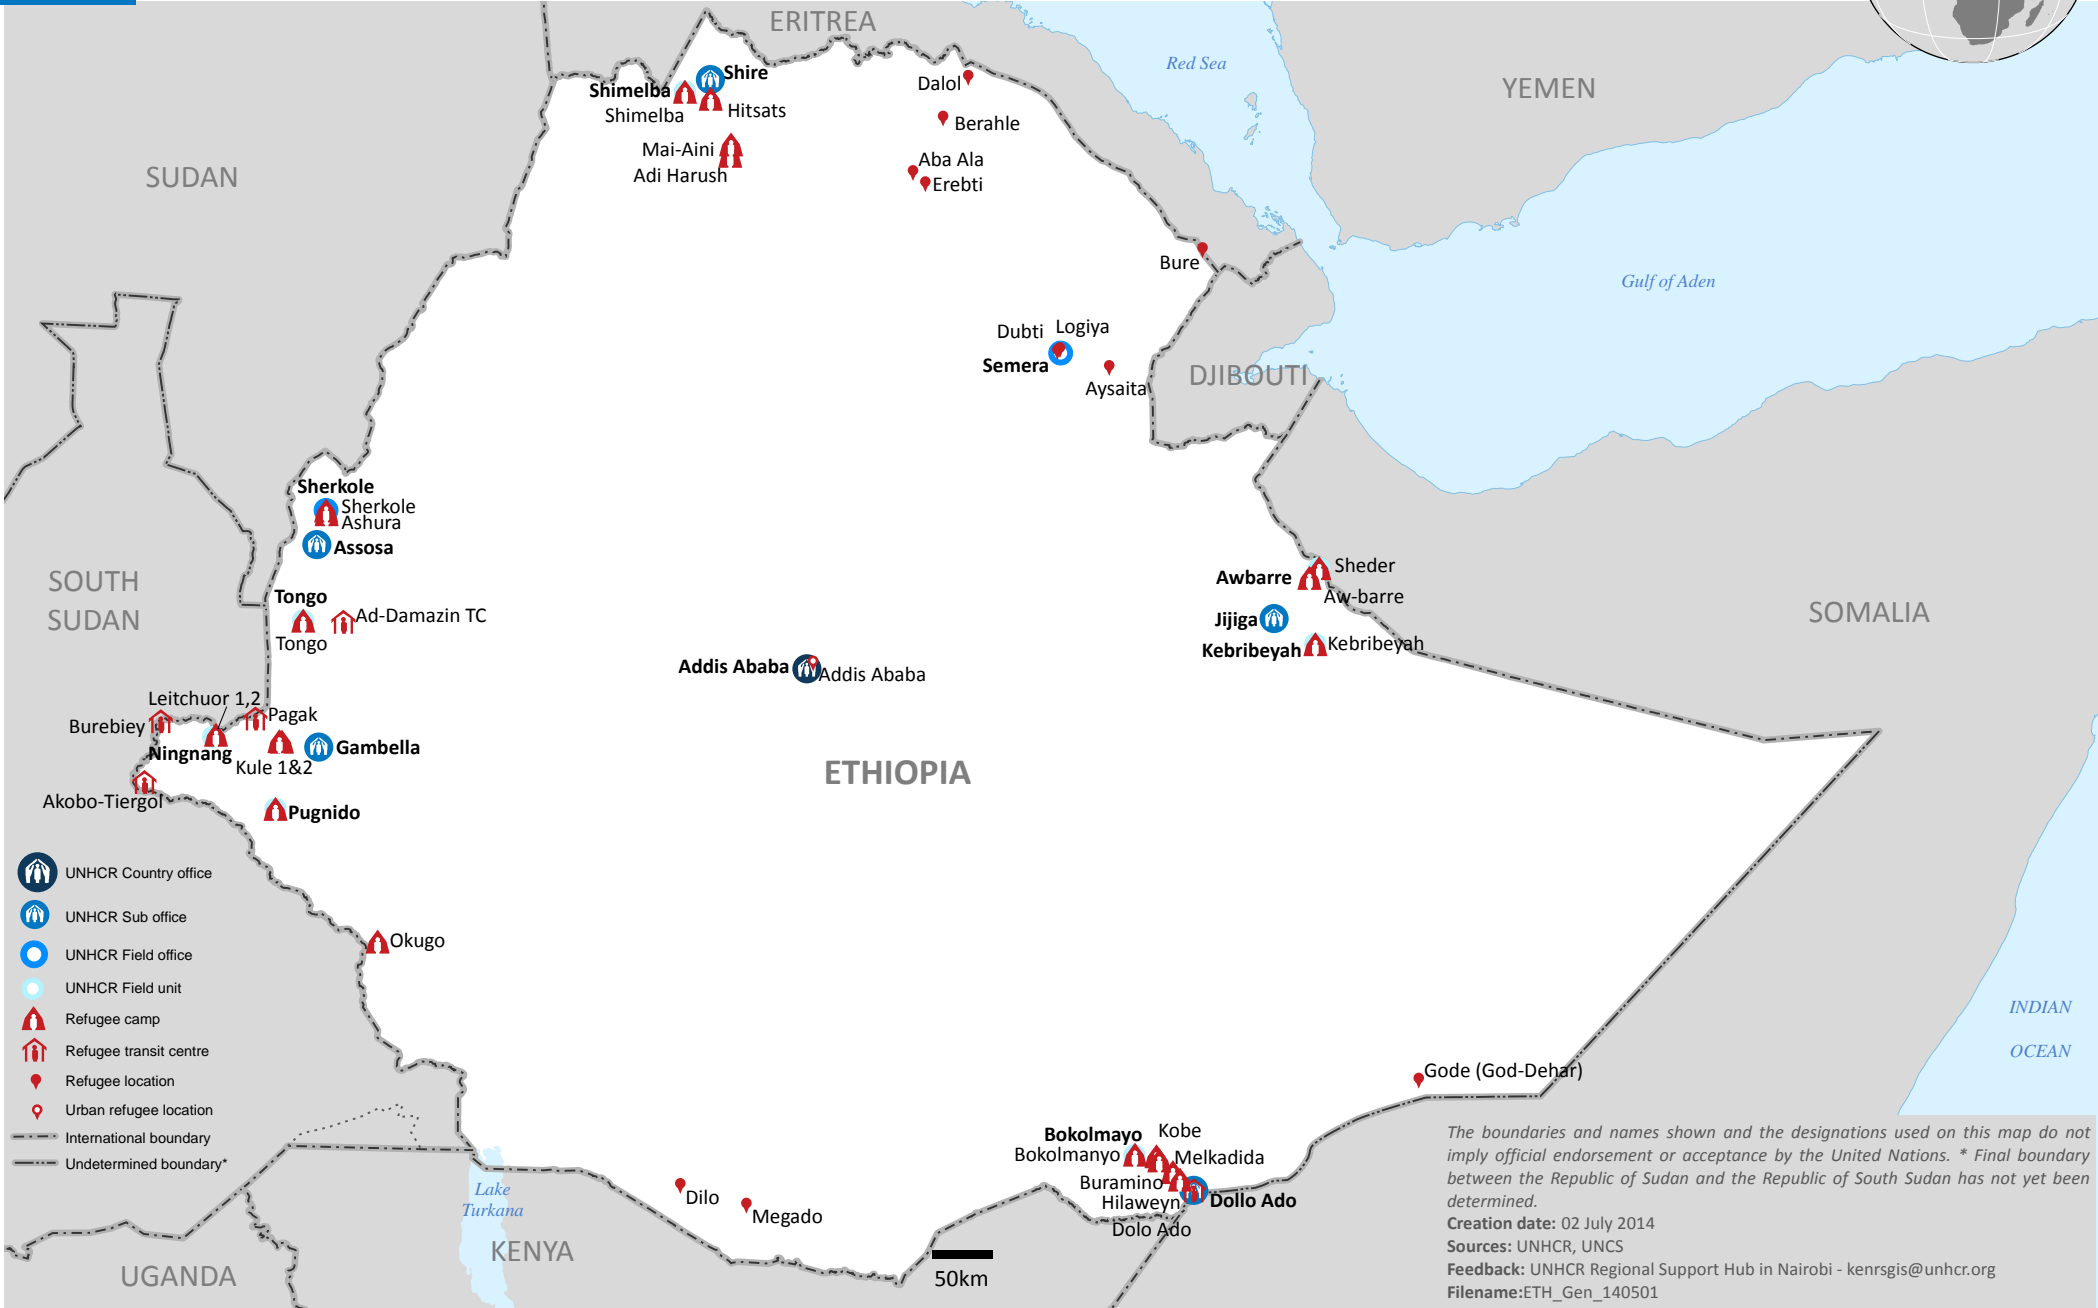 ERITREA
Red Sea
YEMEN
Shire
Shimelba
Shimelba
Hitsats
Dalol
Berahle
Mai-Aini
Adi Harush
Aba Ala
Erebti
SUDAN
Bure
Gulf of Aden
Dubti
Logiya
Semera
Aysaita
DJIBOUTI
Sherkole
Sherkole
Ashura
Assosa
SOUTH
SUDAN
Tongo
Tongo
Ad-Damazin TC
Sheder
Awbarre
Aw-barre
Jijiga
Kebribeyah
Kebribeyah
SOMALIA
Addis Ababa
Addis Ababa
Leitchuor 1,2
Burebiey
Pagak
Ningnang
Kule 1&2
Gambella
ETHIOPIA
Akobo-Tiergol
Pugnido
Okugo
UNHCR Country office
UNHCR Sub office
UNHCR Field office
UNHCR Field unit
Refugee camp
Refugee transit centre
Refugee location
Urban refugee location
International boundary
Undetermined boundary*
INDIAN
OCEAN
Gode (God-Dehar)
Bokolmayo
Kobe
Bokolmanyo
Melkadida
Buramino
Hilaweyn
Dollo Ado
Dolo Ado
Dilo
Megado
Lake
Turkana
KENYA
UGANDA
50km
The boundaries and names shown and the designations used on this map do not
imply official endorsement or acceptance by the United Nations. * Final boundary
between the Republic of Sudan and the Republic of South Sudan has not yet been
determined.
Creation date: 02 July 2014
Sources: UNHCR, UNCS
Feedback: UNHCR Regional Support Hub in Nairobi - kenrsgis@unhcr.org
Filename:ETH_Gen_140501